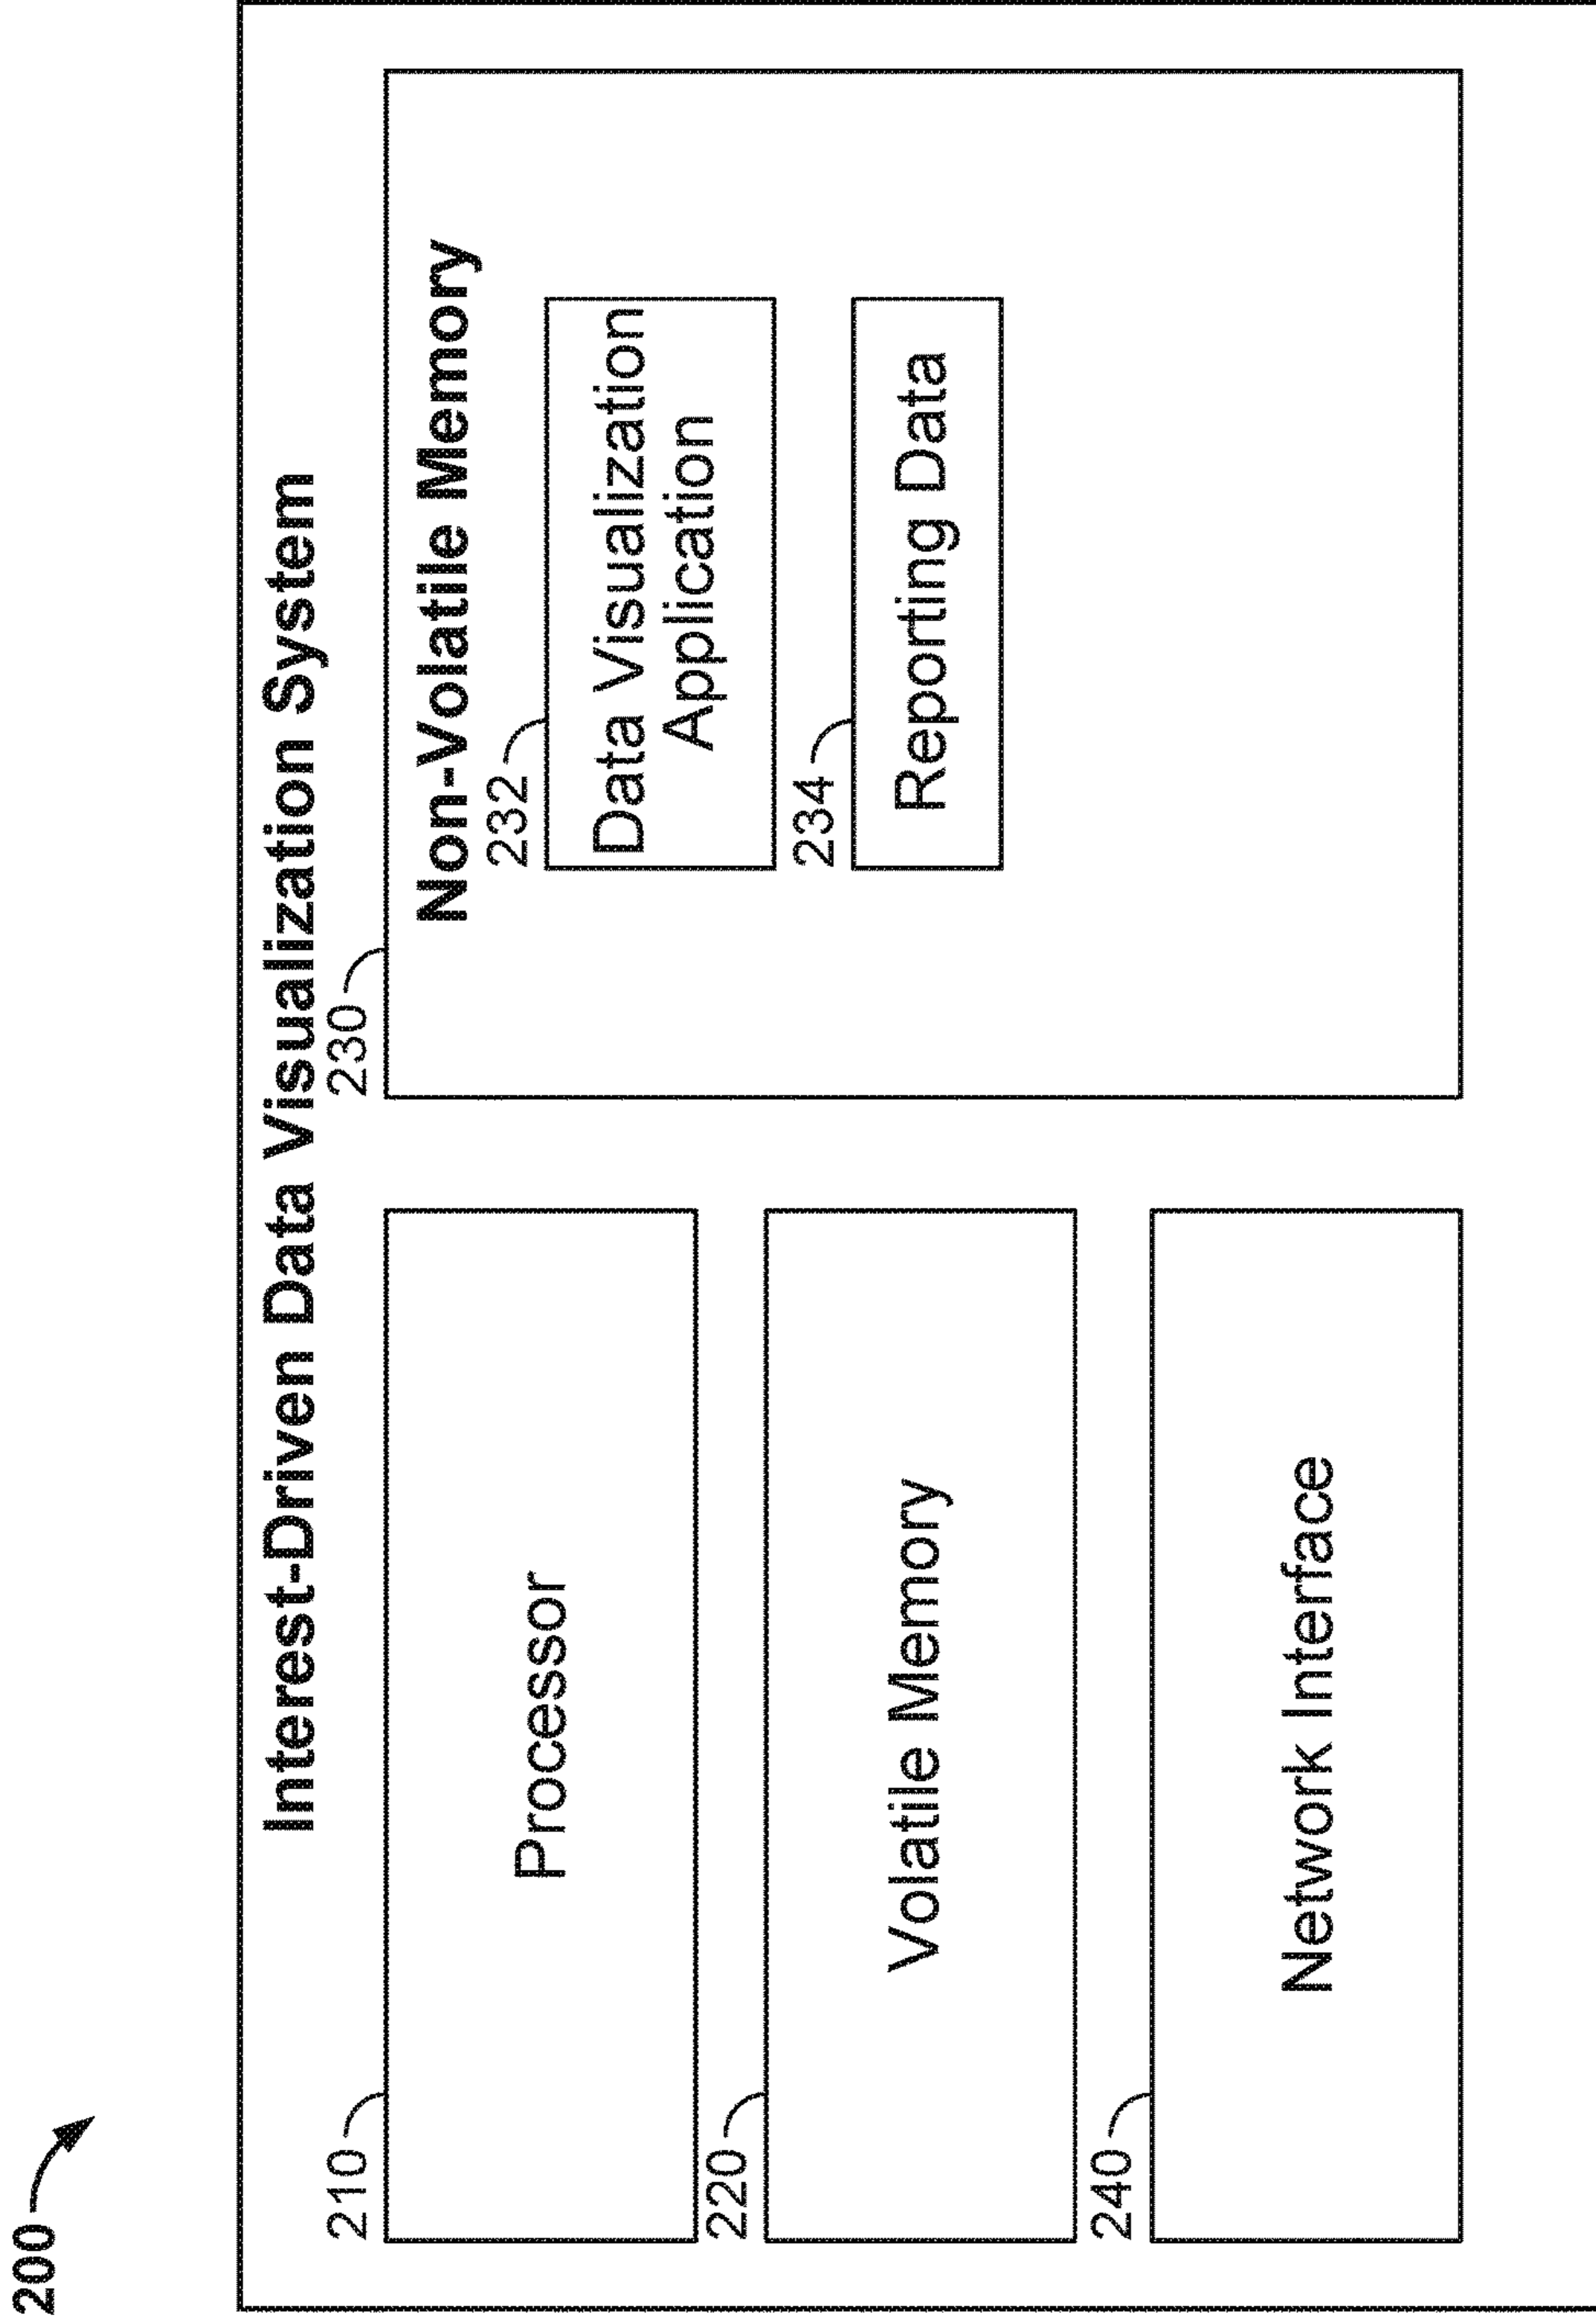 200
Interest-Driven Data Visualization System
210
Processor
220
Volatile Memory
240
Network Interface
230
Non-Volatile Memory
232
Data Visualization
Application
234
Reporting Data